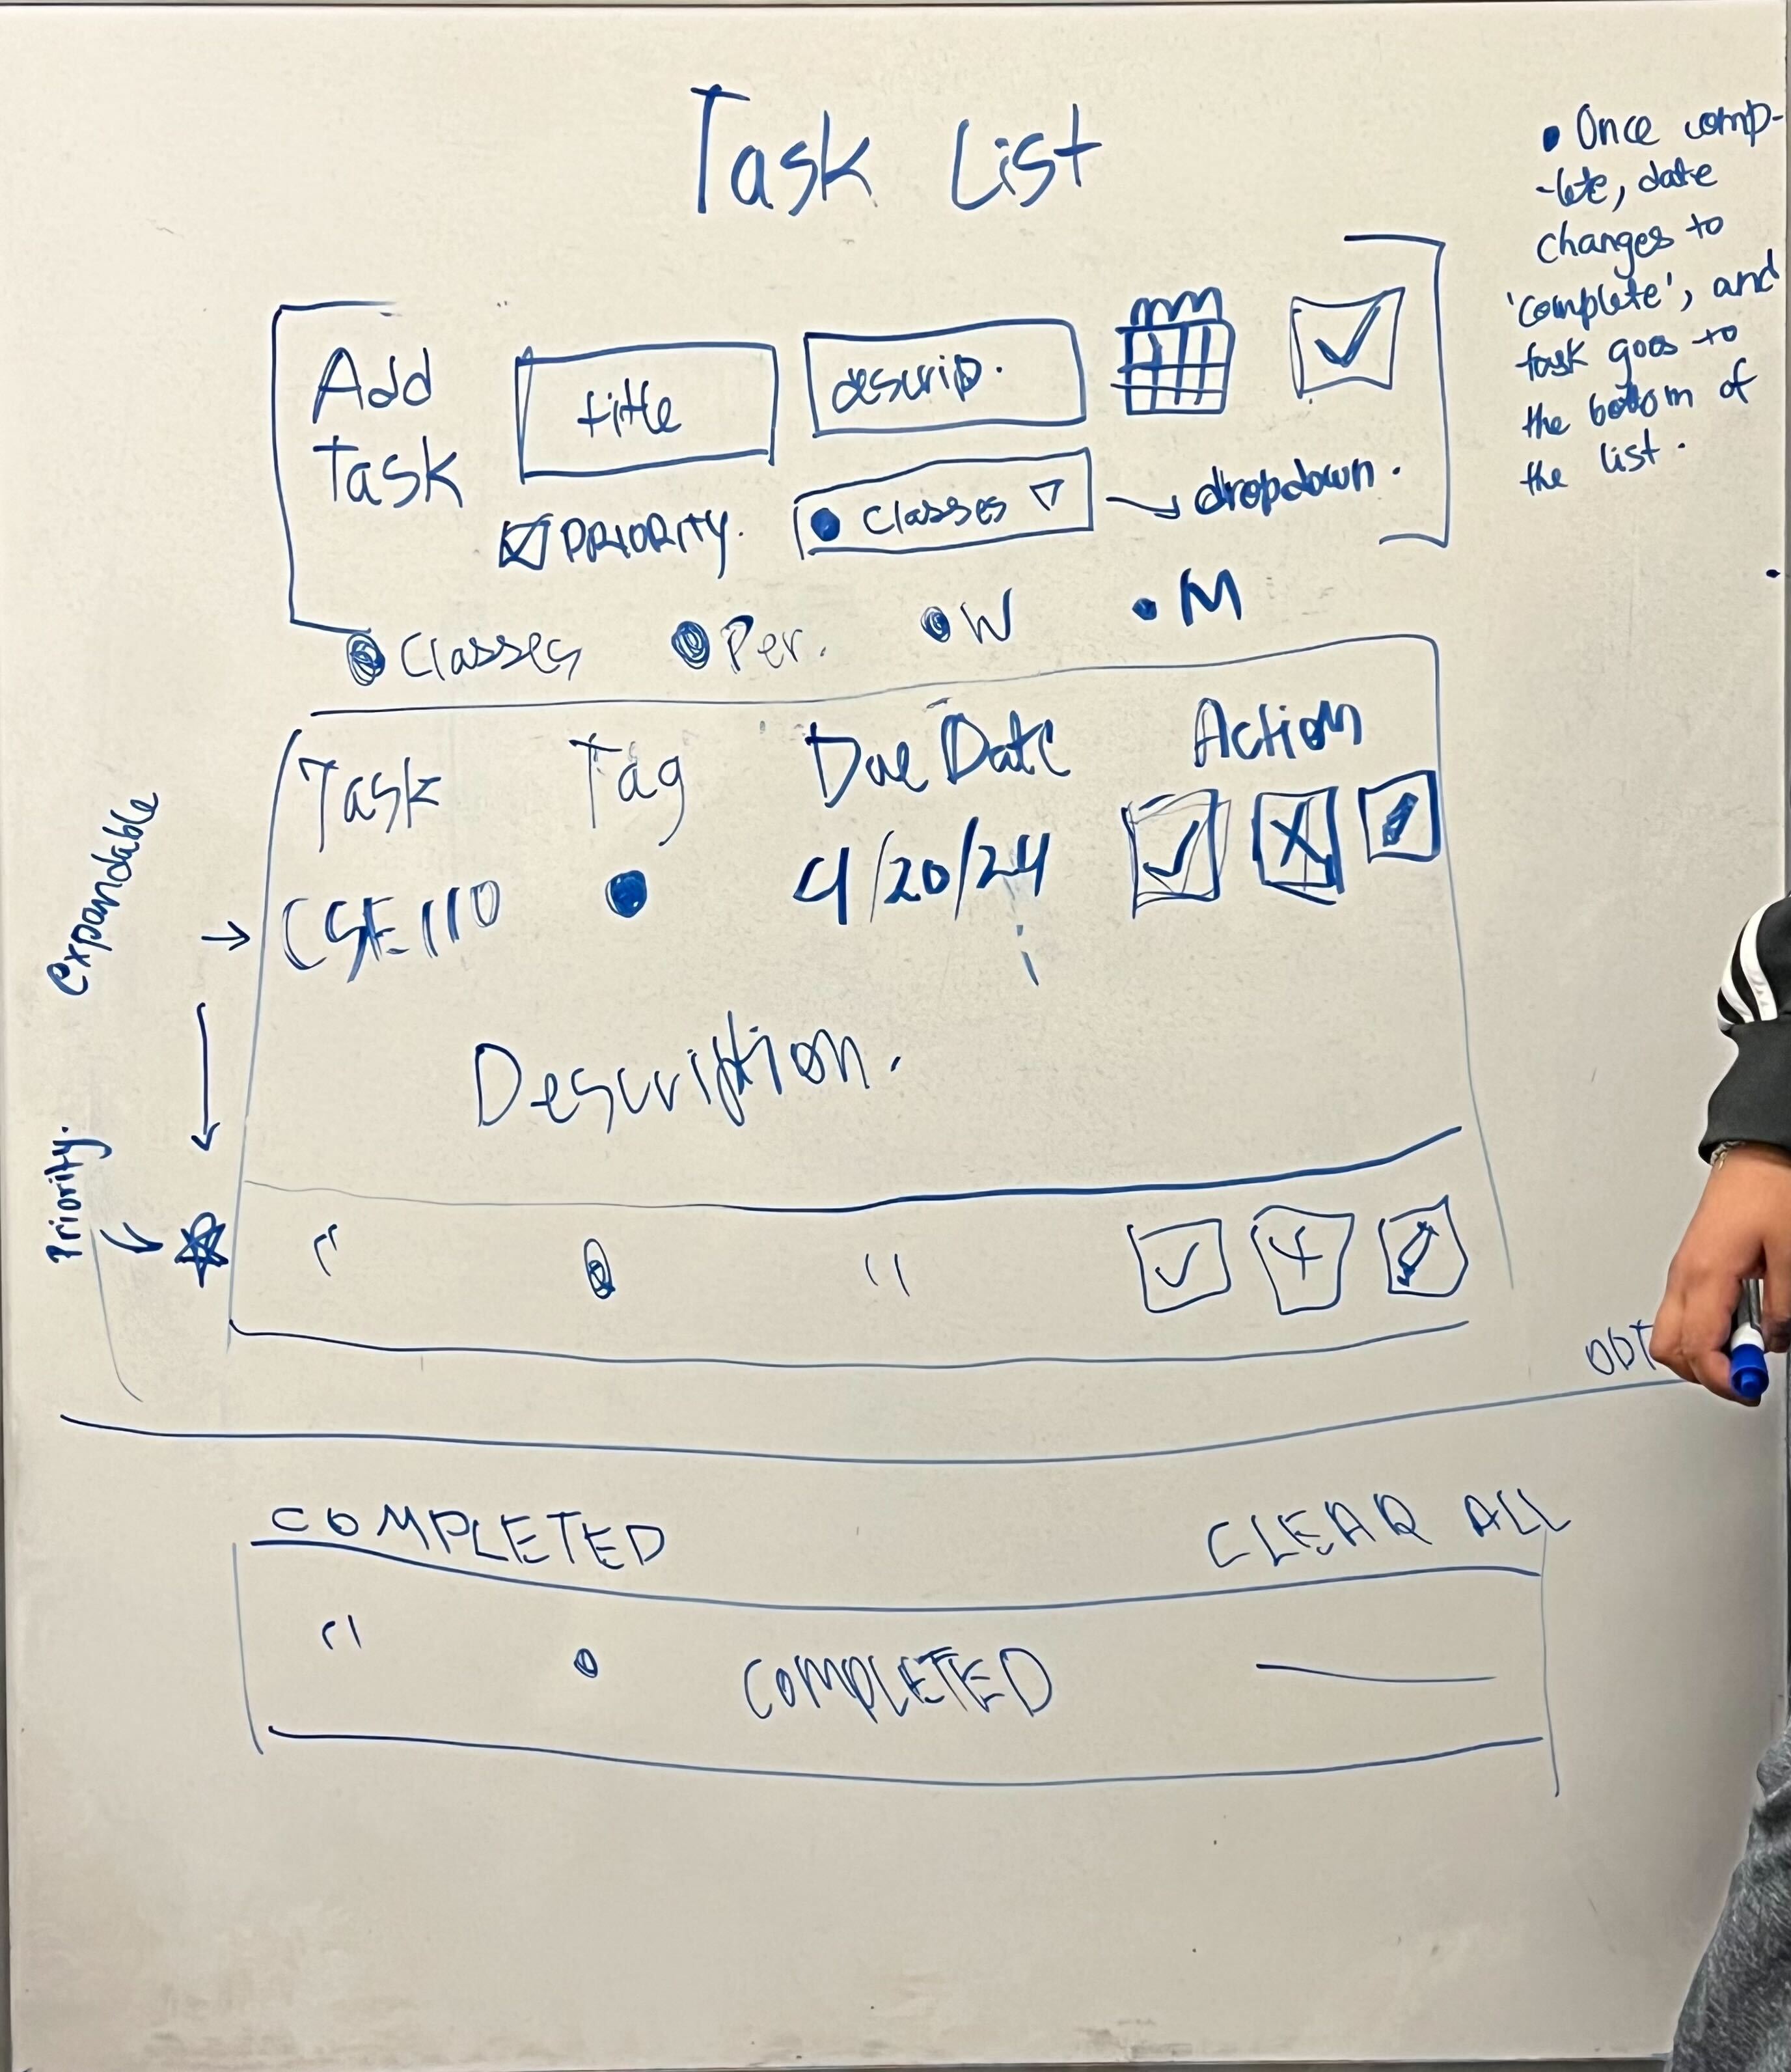 Task List
• Once comp-
-lete, date
changes to
'complete', and
task goes to
the bottom of
the list.
Add
Task
title
descrip.
PRIORITY.
Classes
dropdown.
Classes
Per.
W
M
Task Tag Due Date Action
CSE 110 4/20/24
Expandable
Description.
Priority.
" "
COMPLETED CLEAR ALL
" COMPLETED